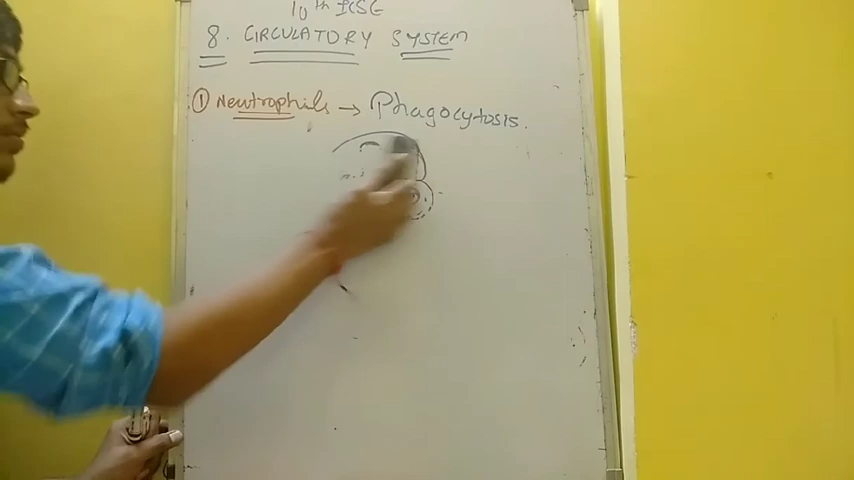 10th ICSE
8. CIRCULATORY SYSTEM
① Neutrophils → Phagocytosis.